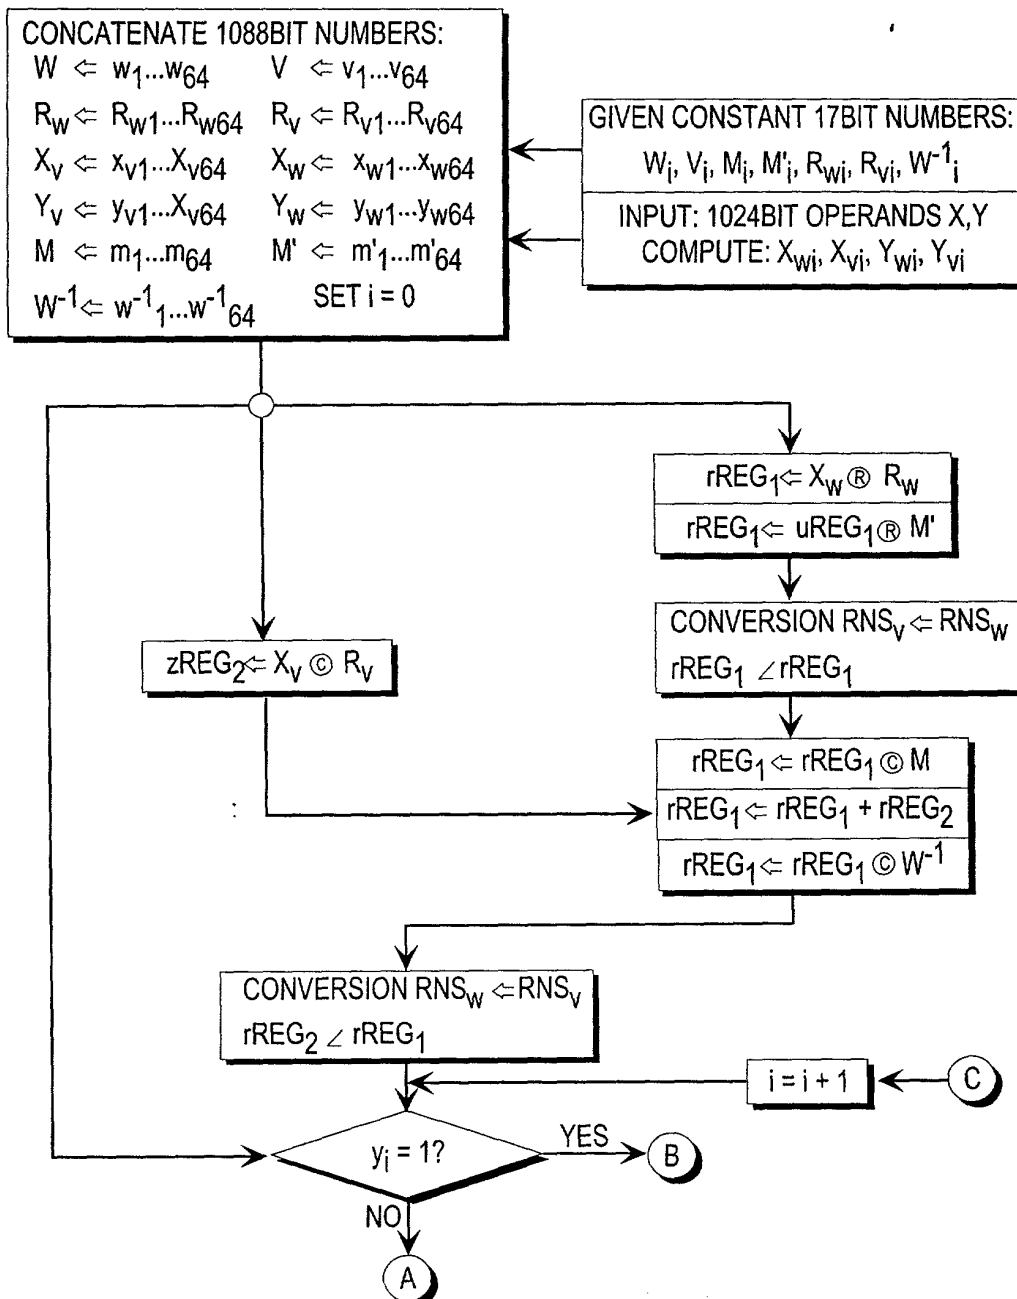 CONCATENATE 1088BIT NUMBERS:
W ⇐ w1...w64 V ⇐ v1...v64
Rw ⇐ Rw1...Rw64 Rv ⇐ Rv1...Rv64
Xv ⇐ xv1...Xv64 Xw ⇐ xw1...xw64
Yv ⇐ yv1...Xv64 Yw ⇐ yw1...yw64
M ⇐ m1...m64 M' ⇐ m'1...m'64
W-1 ⇐ w-11...w-164 SET i = 0
GIVEN CONSTANT 17BIT NUMBERS:
Wi, Vi, Mi, M'i, Rwi, Rvi, W-1i
INPUT: 1024BIT OPERANDS X,Y
COMPUTE: Xwi, Xvi, Ywi, Yvi
rREG1 ⇐ Xw Ⓡ Rw
rREG1 ⇐ uREG1 Ⓡ M'
CONVERSION RNSv ⇐ RNSw
rREG1 ∠ rREG1
zREG2 ⇐ Xv © Rv
rREG1 ⇐ rREG1 © M
rREG1 ⇐ rREG1 + rREG2
rREG1 ⇐ rREG1 © W-1
CONVERSION RNSw ⇐ RNSv
rREG2 ∠ rREG1
i = i + 1
C
yi = 1?
YES
B
NO
A